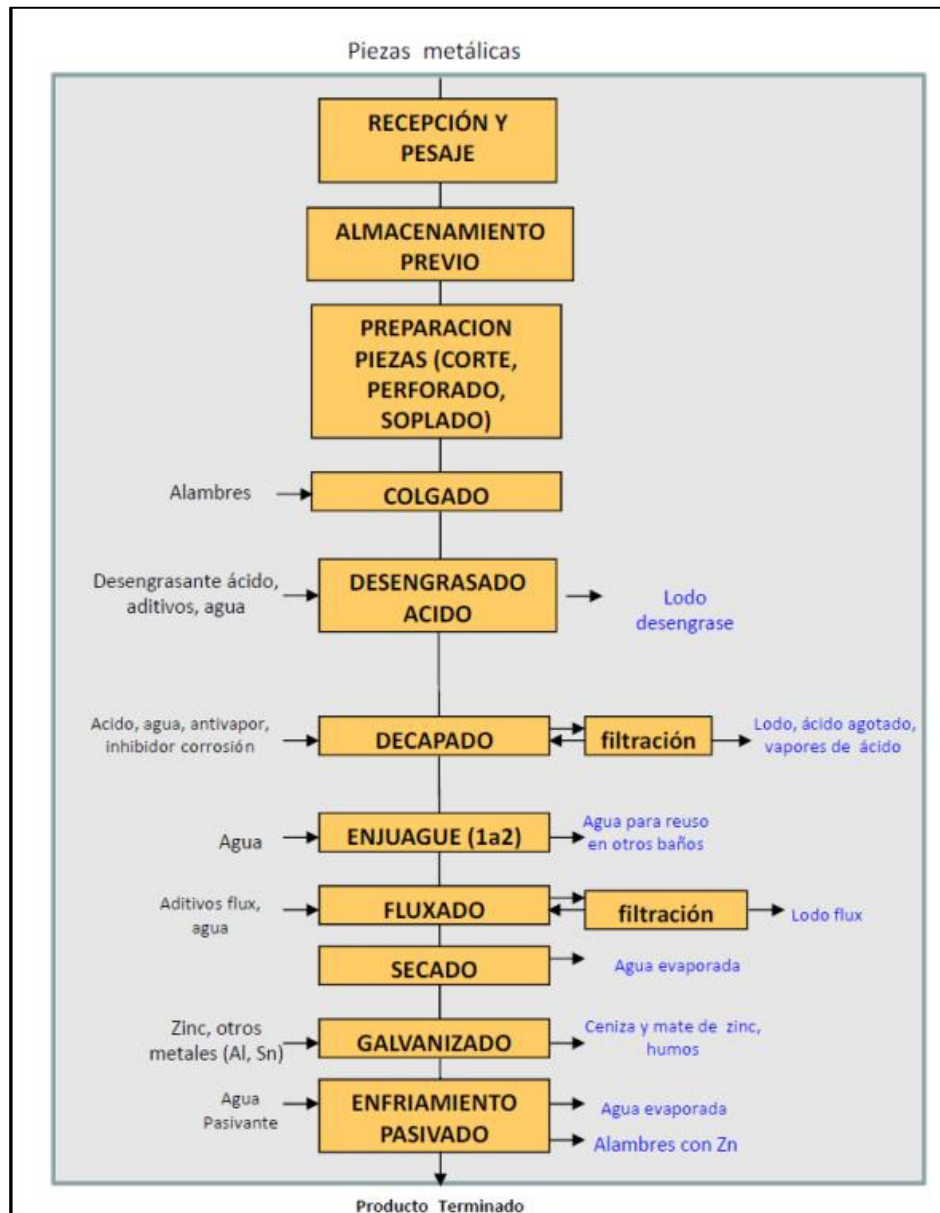 Piezas metálicas
RECEPCIÓN Y
PESAJE
ALMACENAMIENTO
PREVIO
PREPARACION
PIEZAS (CORTE,
PERFORADO,
SOPLADO)
Alambres
COLGADO
Desengrasante ácido,
aditivos, agua
DESENGRASADO
ACIDO
Lodo
desengrase
Acido, agua, antivapor,
inhibidor corrosión
DECAPADO
filtración
Lodo, ácido agotado,
vapores de ácido
Agua
ENJUAGUE (1a2)
Agua para reuso
en otros baños
Aditivos flux,
agua
FLUXADO
filtración
Lodo flux
SECADO
Agua evaporada
Zinc, otros
metales (Al, Sn)
GALVANIZADO
Ceniza y mate de zinc,
humos
Agua
Pasivante
ENFRIAMIENTO
PASIVADO
Agua evaporada
Alambres con Zn
Producto Terminado